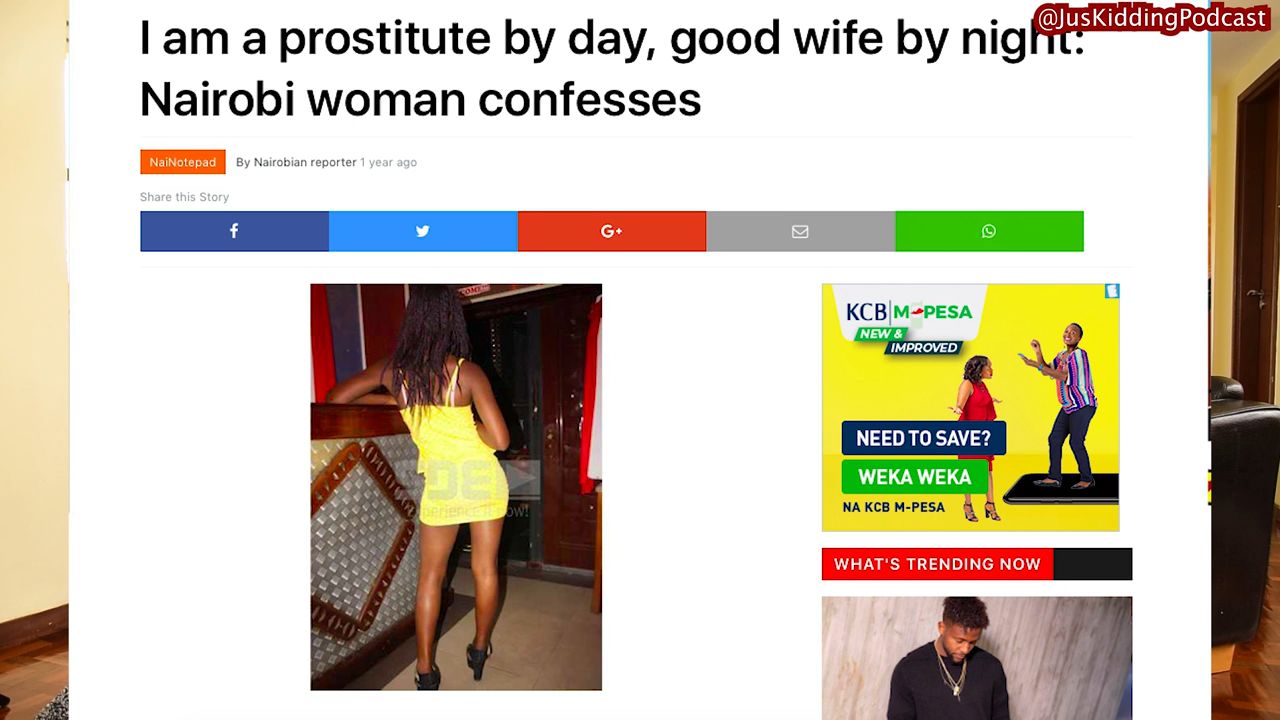 @JusKiddingPodcast
I am a prostitute by day, good wife by night:
Nairobi woman confesses
NaiNotepad By Nairobian reporter 1 year ago
Share this Story
G+
KCB M-PESA
NEW &
IMPROVED
NEED TO SAVE?
WEKA WEKA
NA KCB M-PESA
WHAT'S TRENDING NOW